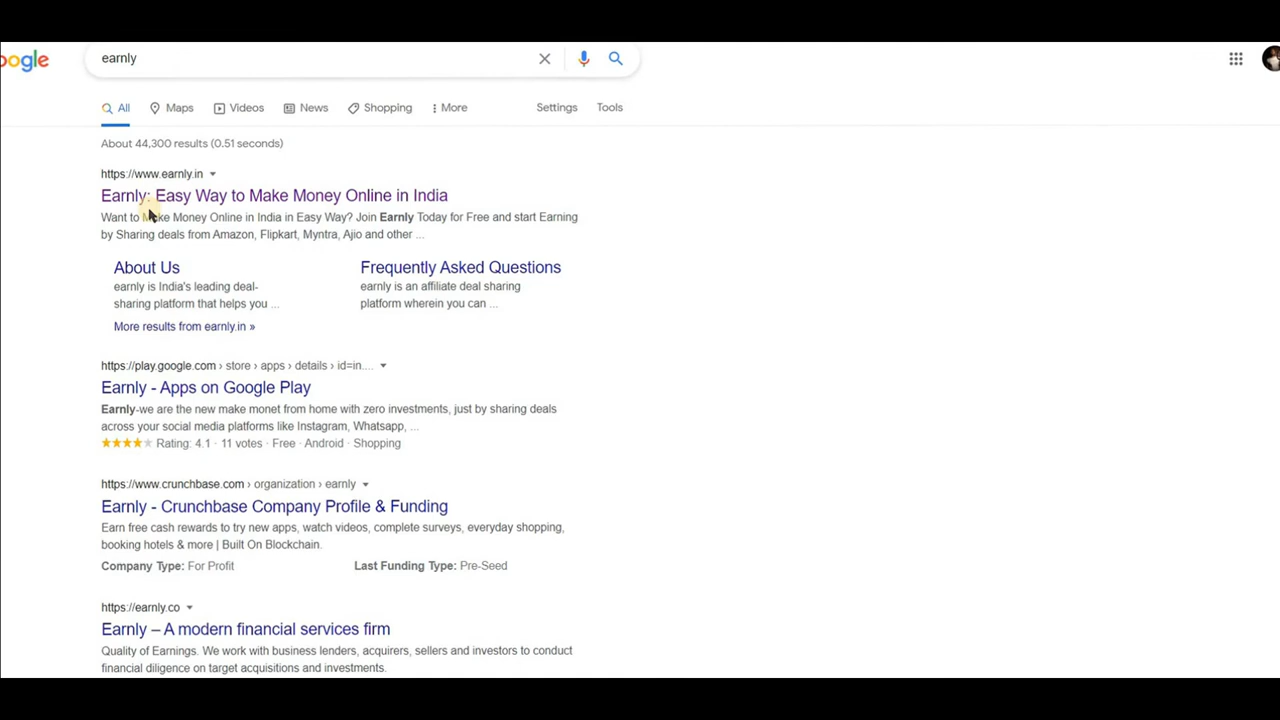 oogle earnly
All Maps Videos News Shopping More Settings Tools
About 44,300 results (0.51 seconds)
https://www.earnly.in
Earnly: Easy Way to Make Money Online in India
Want to Make Money Online in India in Easy Way? Join Earnly Today for Free and start Earning
by Sharing deals from Amazon, Flipkart, Myntra, Ajio and other ...
About Us
earnly is India's leading deal-
sharing platform that helps you ...
Frequently Asked Questions
earnly is an affiliate deal sharing
platform wherein you can ...
More results from earnly.in »
https://play.google.com › store › apps › details › id=in....
Earnly - Apps on Google Play
Earnly-we are the new make monet from home with zero investments, just by sharing deals
across your social media platforms like Instagram, Whatsapp, ...
Rating: 4.1 · 11 votes · Free · Android · Shopping
https://www.crunchbase.com › organization › earnly
Earnly - Crunchbase Company Profile & Funding
Earn free cash rewards to try new apps, watch videos, complete surveys, everyday shopping,
booking hotels & more | Built On Blockchain.
Company Type: For Profit Last Funding Type: Pre-Seed
https://earnly.co
Earnly – A modern financial services firm
Quality of Earnings. We work with business lenders, acquirers, sellers and investors to conduct
financial diligence on target acquisitions and investments.